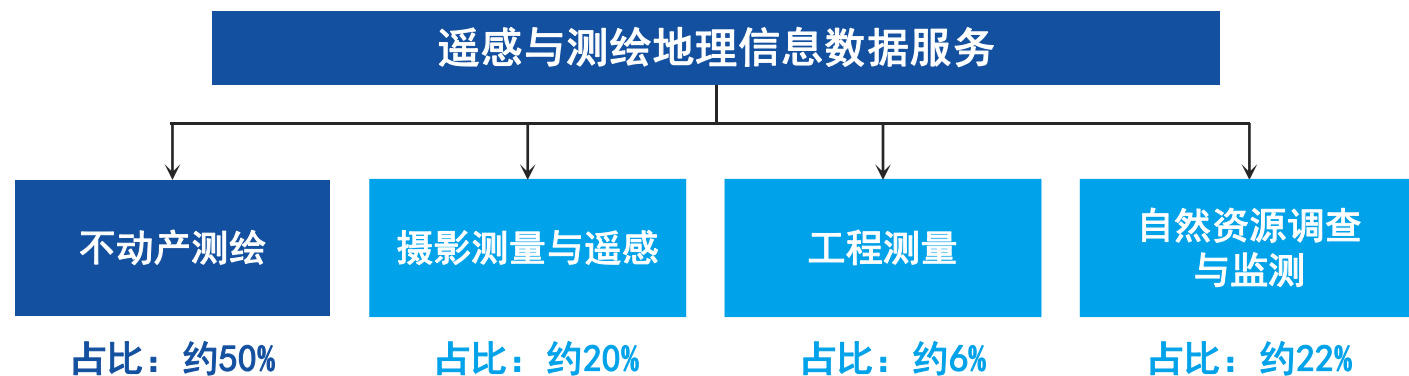 遥感与测绘地理信息数据服务
不动产测绘
摄影测量与遥感
工程测量
自然资源调查
与监测
占比：约50%
占比：约20%
占比：约6%
占比：约22%